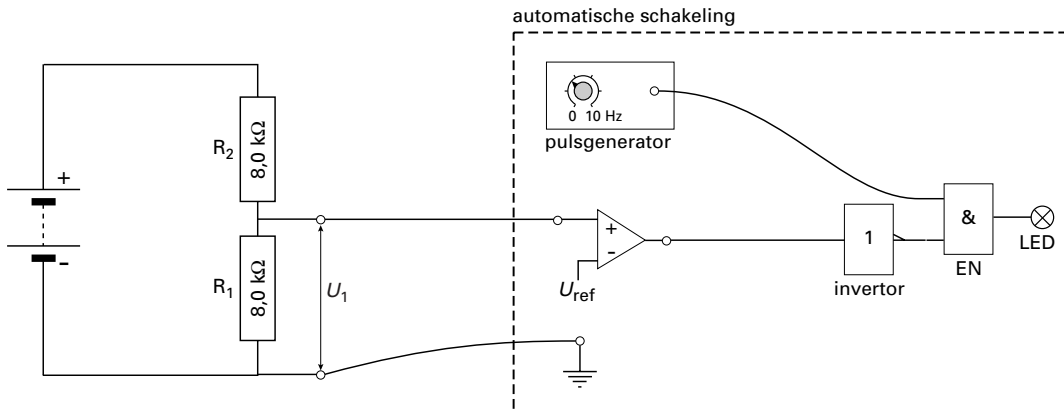 automatische schakeling
0 10 Hz
pulsgenerator
R2
8,0 kΩ
+
-
R1
8,0 kΩ
U1
+
-
Uref
1
invertor
&
EN
LED